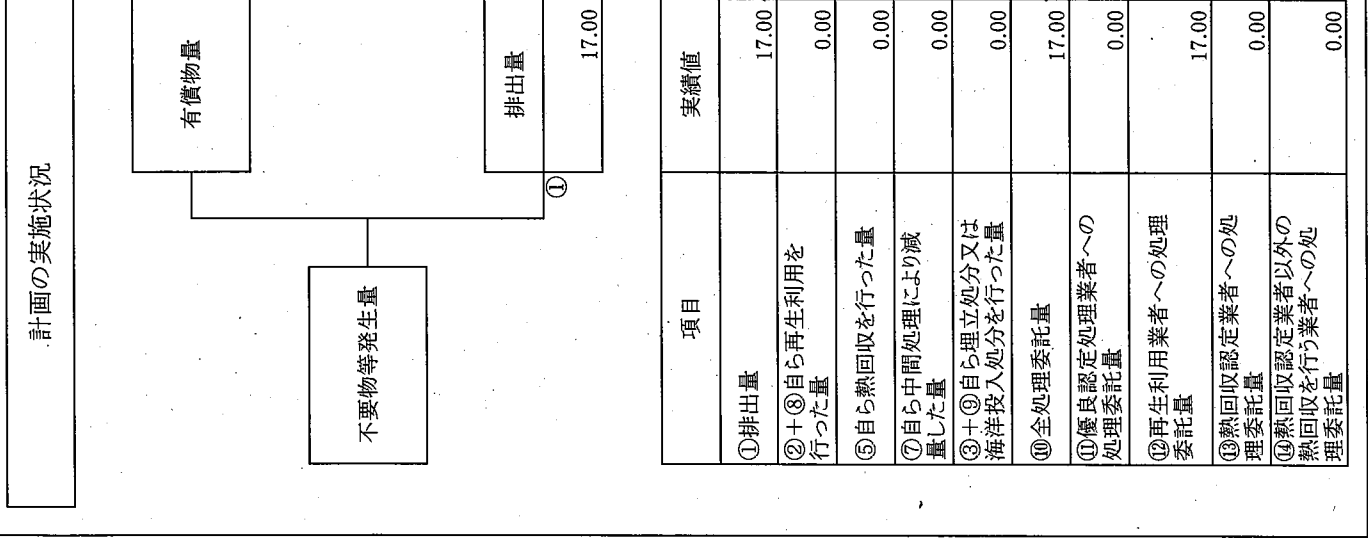 計画の実施状況
有償物量
不要物等発生量
排出量
①
17.00
項目
実績値
①排出量
17.00
②+⑧自ら再生利用を
行った量
0.00
⑤自ら熱回収を行った量
0.00
⑦自ら中間処理により減
量した量
0.00
③+⑨自ら埋立処分又は
海洋投入処分を行った量
0.00
⑩全処理委託量
17.00
⑪優良認定処理業者への
処理委託量
0.00
⑫再生利用業者への処理
委託量
17.00
⑬熱回収認定業者への処
理委託量
0.00
⑭熱回収認定業者以外の
熱回収を行う業者への処
理委託量
0.00